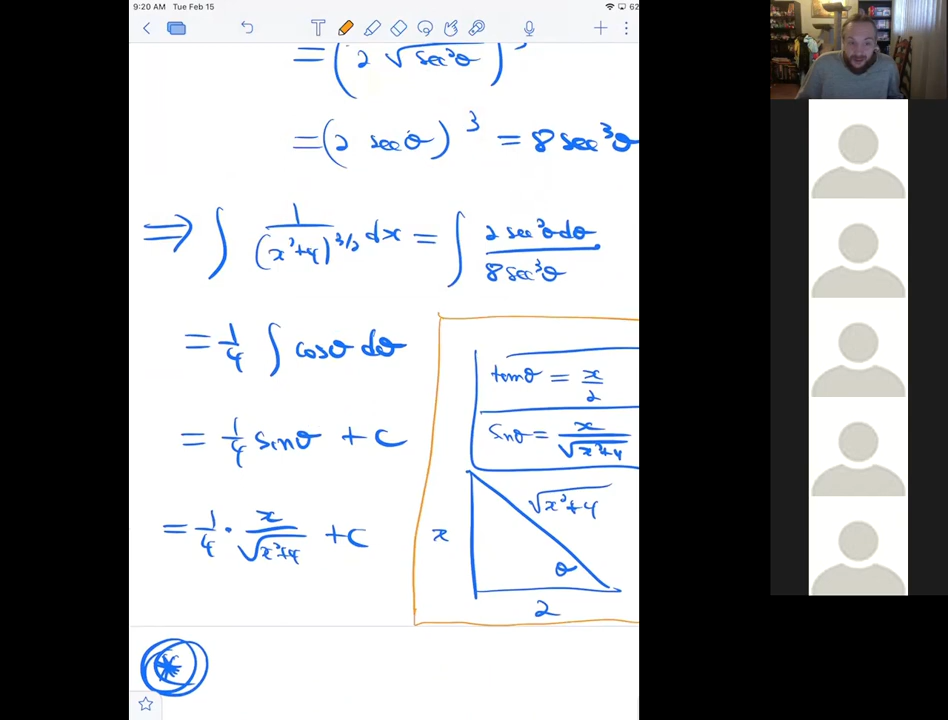 9:20 AM Tue Feb 15
62
= (2 √sec²θ)³
= (2 secθ)³ = 8 sec³θ
⟹ ∫ 1/(x²+4)^{3/2} dx = ∫ 2 sec²θ dθ / 8 sec³θ
= 1/4 ∫ cosθ dθ
= 1/4 sinθ + C
= 1/4 · x/√x²+4 + C
tanθ = x/2
sinθ = x/√x²+4
√x²+4
x
θ
2
T